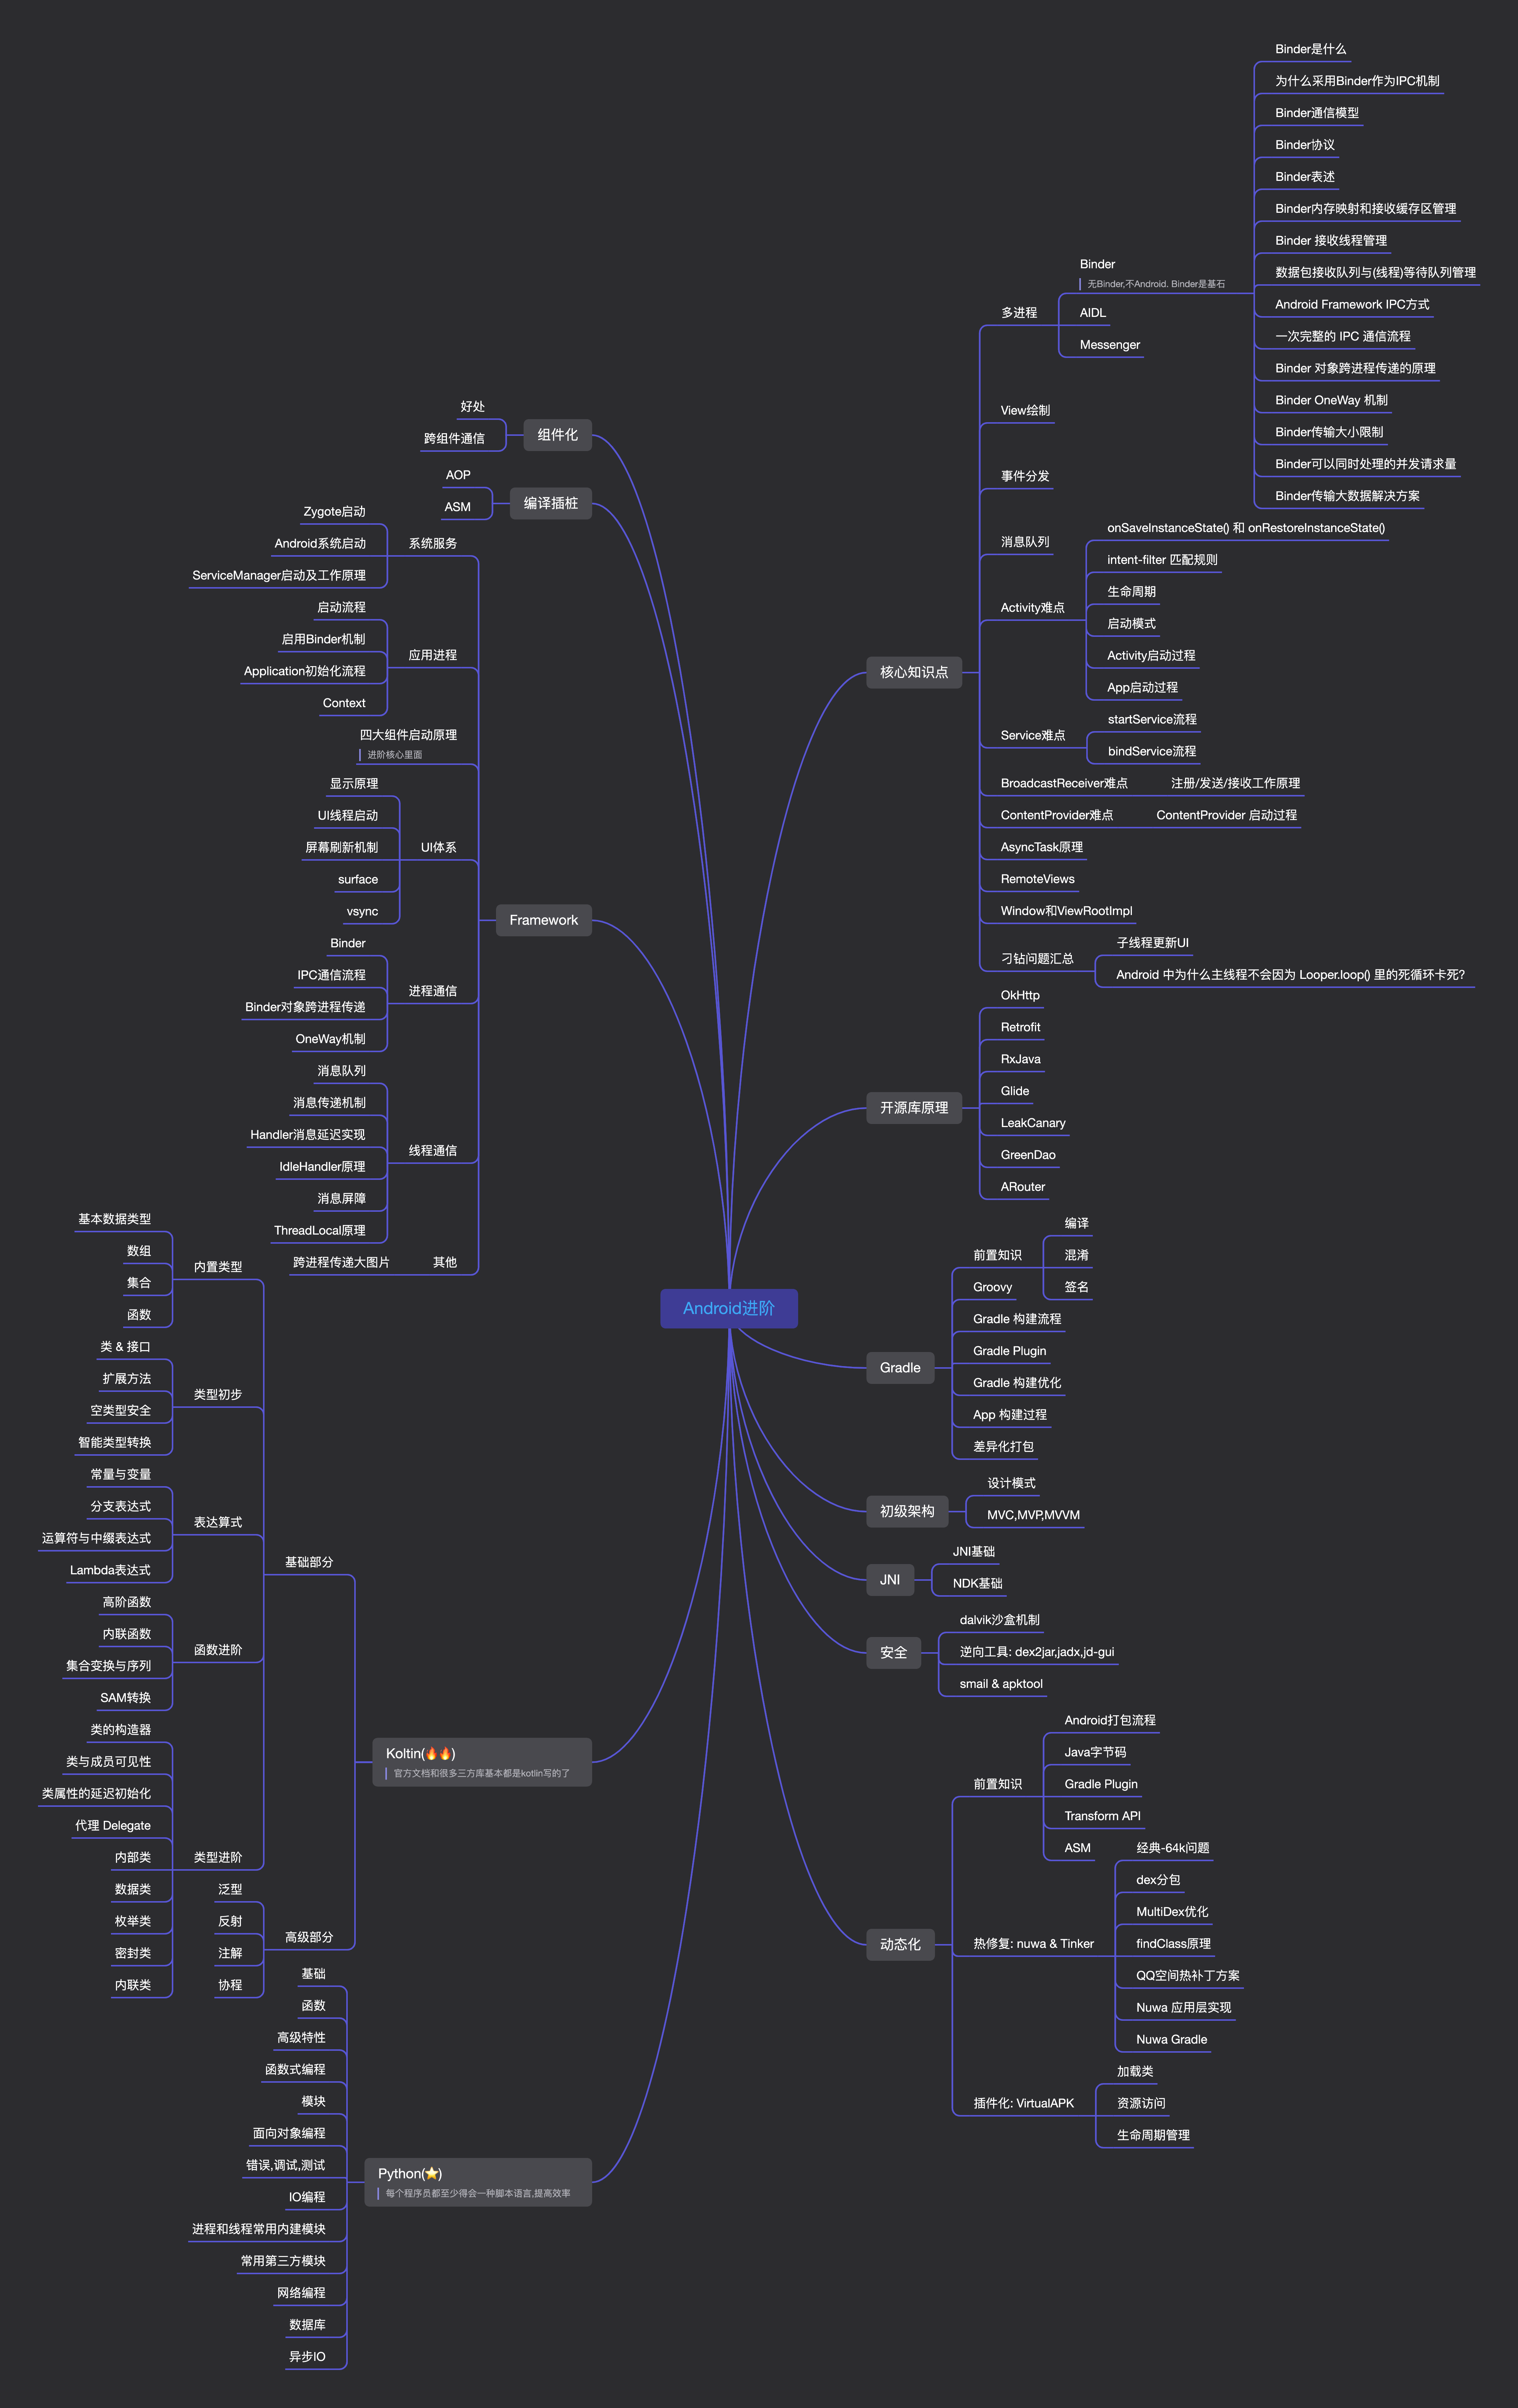 Android进阶
核心知识点
多进程
Binder
无Binder,不Android. Binder是基石
Binder是什么
为什么采用Binder作为IPC机制
Binder通信模型
Binder协议
Binder表述
Binder内存映射和接收缓存区管理
Binder 接收线程管理
数据包接收队列与(线程)等待队列管理
Android Framework IPC方式
一次完整的 IPC 通信流程
Binder 对象跨进程传递的原理
Binder OneWay 机制
Binder传输大小限制
Binder可以同时处理的并发请求量
Binder传输大数据解决方案
AIDL
Messenger
View绘制
事件分发
消息队列
Activity难点
onSaveInstanceState() 和 onRestoreInstanceState()
intent-filter 匹配规则
生命周期
启动模式
Activity启动过程
App启动过程
Service难点
startService流程
bindService流程
BroadcastReceiver难点
注册/发送/接收工作原理
ContentProvider难点
ContentProvider 启动过程
AsyncTask原理
RemoteViews
Window和ViewRootImpl
刁钻问题汇总
子线程更新UI
Android 中为什么主线程不会因为 Looper.loop() 里的死循环卡死?
开源库原理
OkHttp
Retrofit
RxJava
Glide
LeakCanary
GreenDao
ARouter
Gradle
前置知识
编译
混淆
签名
Groovy
Gradle 构建流程
Gradle Plugin
Gradle 构建优化
App 构建过程
差异化打包
初级架构
设计模式
MVC,MVP,MVVM
JNI
JNI基础
NDK基础
安全
dalvik沙盒机制
逆向工具: dex2jar,jadx,jd-gui
smail & apktool
动态化
前置知识
Android打包流程
Java字节码
Gradle Plugin
Transform API
ASM
热修复: nuwa & Tinker
经典-64k问题
dex分包
MultiDex优化
findClass原理
QQ空间热补丁方案
Nuwa 应用层实现
Nuwa Gradle
插件化: VirtualAPK
加载类
资源访问
生命周期管理
组件化
好处
跨组件通信
编译插桩
AOP
ASM
Framework
系统服务
Zygote启动
Android系统启动
ServiceManager启动及工作原理
应用进程
启动流程
启用Binder机制
Application初始化流程
Context
四大组件启动原理
进阶核心里面
UI体系
显示原理
UI线程启动
屏幕刷新机制
surface
vsync
进程通信
Binder
IPC通信流程
Binder对象跨进程传递
OneWay机制
线程通信
消息队列
消息传递机制
Handler消息延迟实现
IdleHandler原理
消息屏障
ThreadLocal原理
其他
跨进程传递大图片
Koltin(🔥🔥)
官方文档和很多三方库基本都是kotlin写的了
基础部分
内置类型
基本数据类型
数组
集合
函数
类型初步
类 & 接口
扩展方法
空类型安全
智能类型转换
表达算式
常量与变量
分支表达式
运算符与中缀表达式
Lambda表达式
函数进阶
高阶函数
内联函数
集合变换与序列
SAM转换
类型进阶
类的构造器
类与成员可见性
类属性的延迟初始化
代理 Delegate
内部类
数据类
枚举类
密封类
内联类
高级部分
泛型
反射
注解
协程
Python(⭐)
每个程序员都至少得会一种脚本语言,提高效率
基础
函数
高级特性
函数式编程
模块
面向对象编程
错误,调试,测试
IO编程
进程和线程常用内建模块
常用第三方模块
网络编程
数据库
异步IO